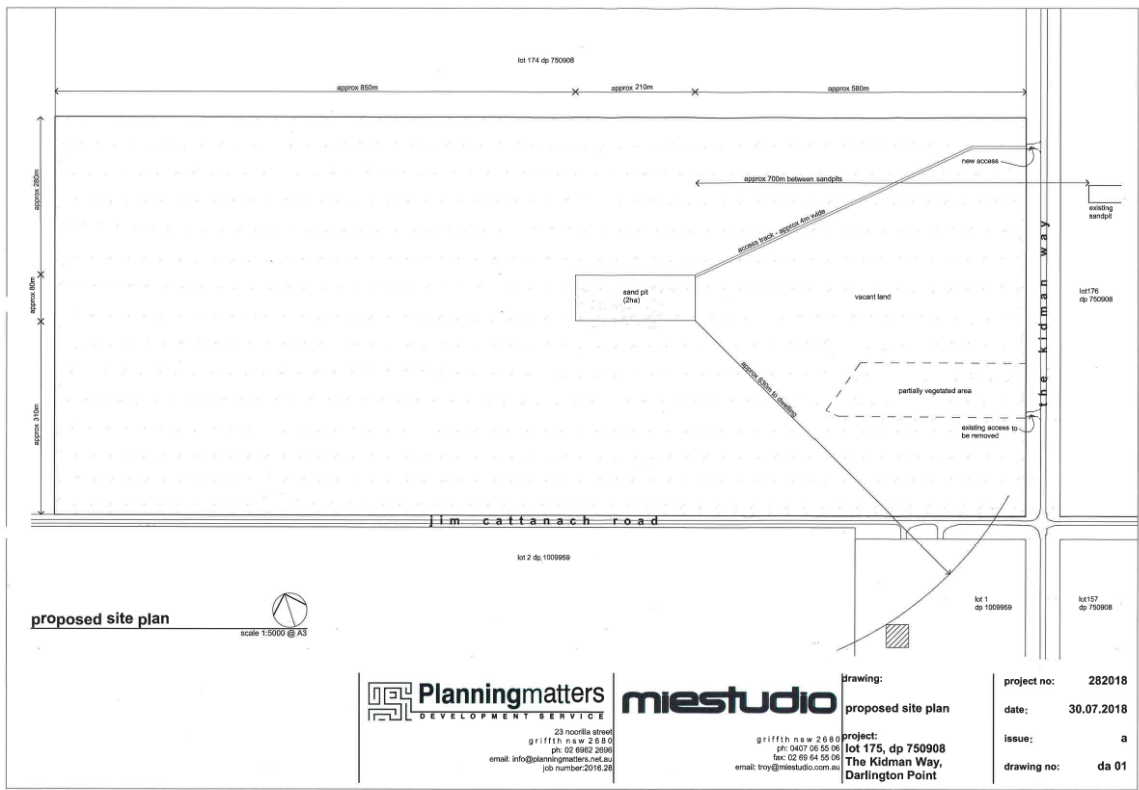 lot 174 dp 750908
approx 850m
approx 210m
approx 580m
new access
approx 700m between sandpits
existing
sandpit
approx 280m
access track - approx 4m wide
the kidman way
approx 80m
sand pit
(2ha)
vacant land
lot176
dp 750908
approx 630m to dwelling
partially vegetated area
approx 310m
existing access to
be removed
jim cattanach road
lot 2 dp 1009959
lot 1
dp 1009959
lot157
dp 750908
proposed site plan
scale 1:5000 @ A3
Planningmatters
DEVELOPMENT SERVICE
23 noorilla street
griffth nsw 2680
ph: 02 6962 2696
email: info@planningmatters.net.au
job number:2016.28
miestudio
griffth nsw 2680
ph: 0407 06 55 06
fax: 02 69 64 55 06
email: troy@miestudio.com.au
drawing:
proposed site plan
project:
lot 175, dp 750908
The Kidman Way,
Darlington Point
project no: 282018
date: 30.07.2018
issue: a
drawing no: da 01